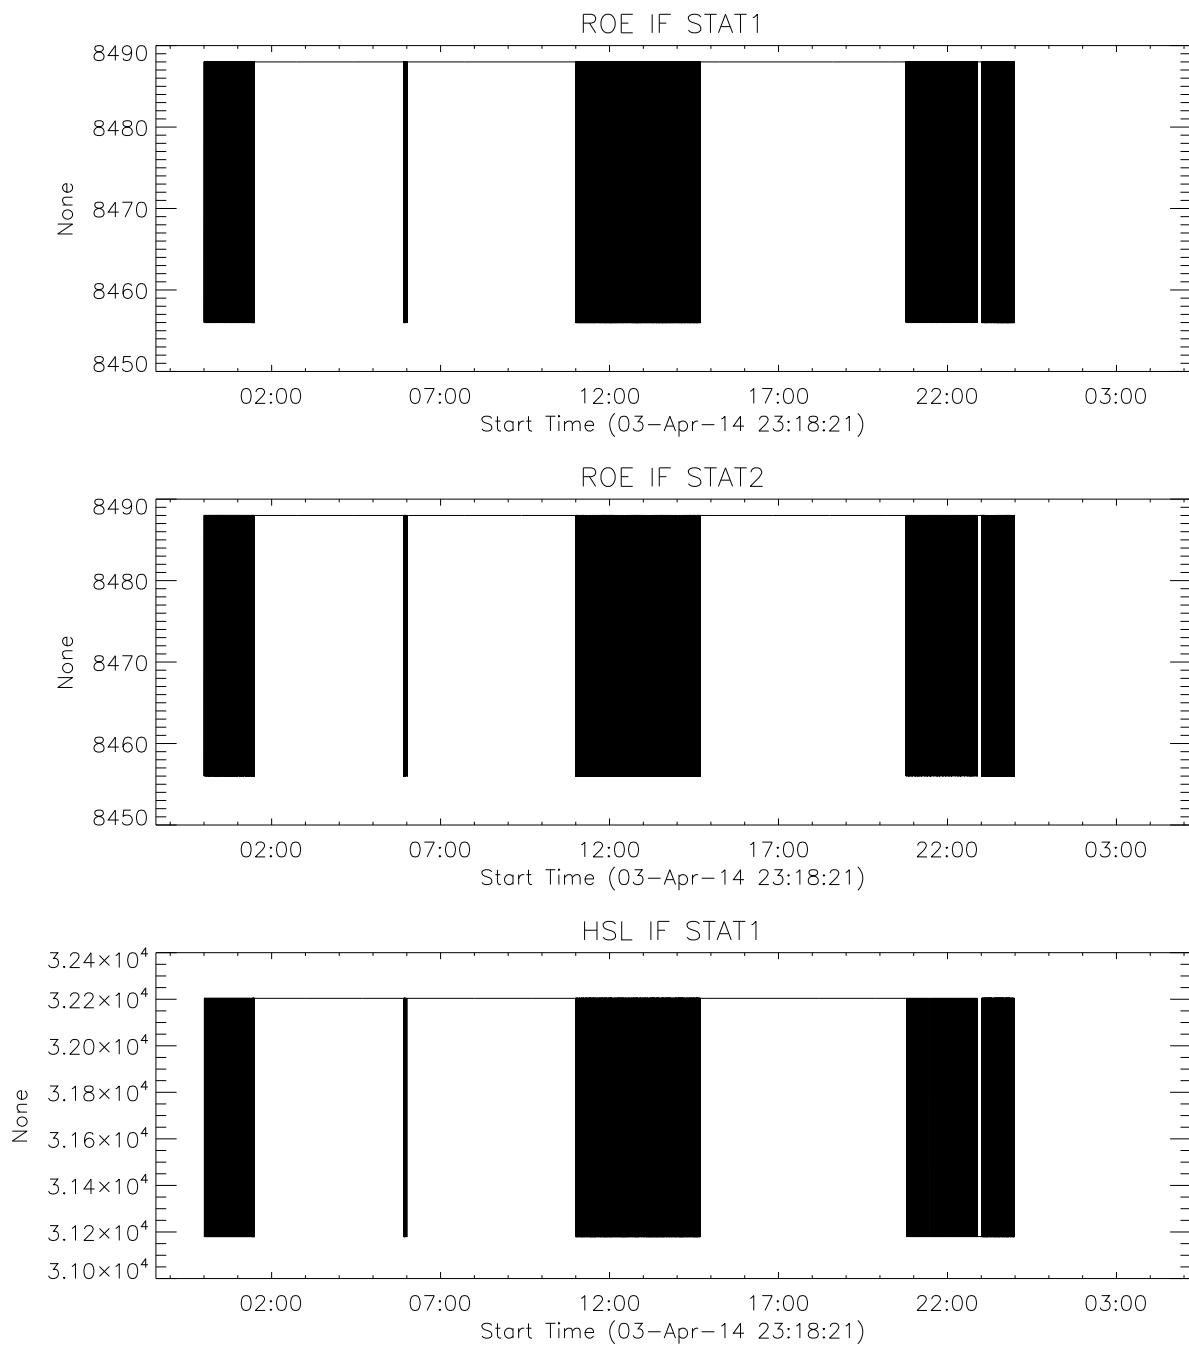 ROE IF STAT1
8490
8480
8470
8460
8450
None
02:00 07:00 12:00 17:00 22:00 03:00
Start Time (03-Apr-14 23:18:21)
ROE IF STAT2
8490
8480
8470
8460
8450
None
02:00 07:00 12:00 17:00 22:00 03:00
Start Time (03-Apr-14 23:18:21)
HSL IF STAT1
3.24×10⁴
3.22×10⁴
3.20×10⁴
3.18×10⁴
3.16×10⁴
3.14×10⁴
3.12×10⁴
3.10×10⁴
None
02:00 07:00 12:00 17:00 22:00 03:00
Start Time (03-Apr-14 23:18:21)